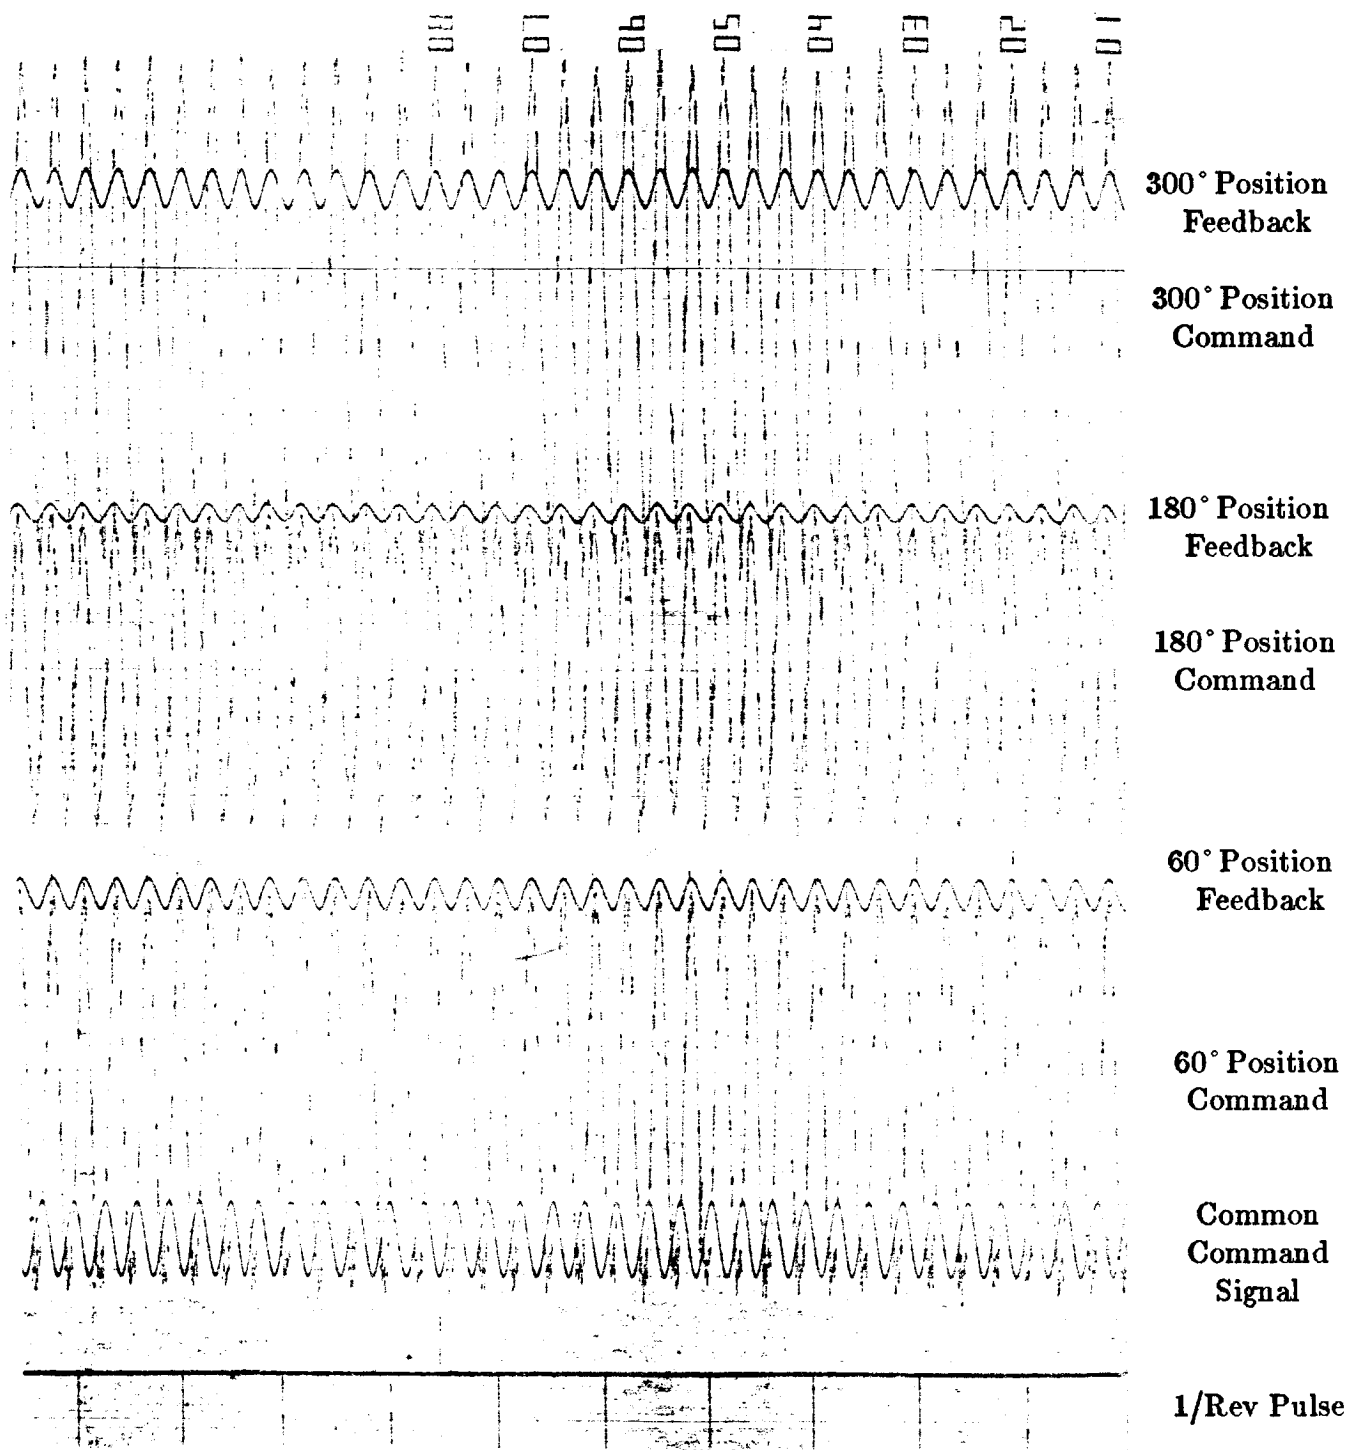 08 07 06 05 04 03 02 01
300° Position
Feedback
300° Position
Command
180° Position
Feedback
180° Position
Command
60° Position
Feedback
60° Position
Command
Common
Command
Signal
1/Rev Pulse